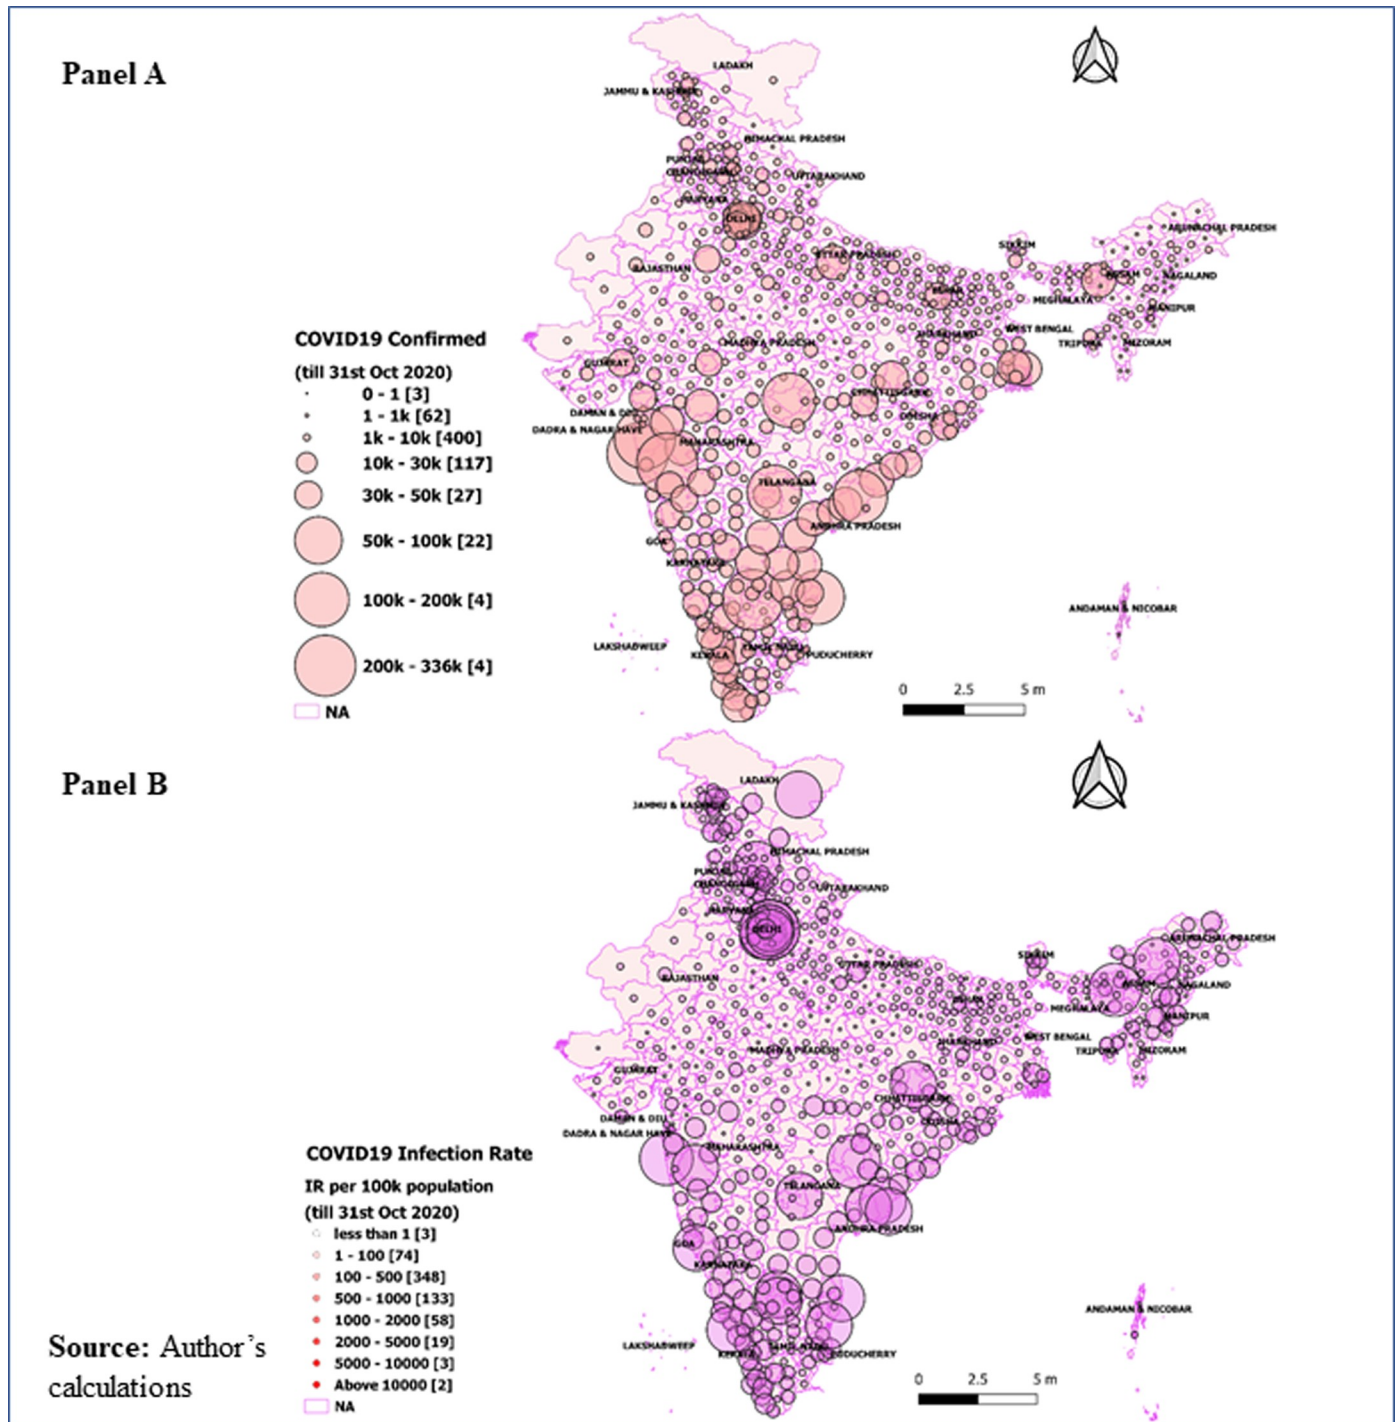 Panel A
LADAKH
JAMMU & KASHMIR
HIMACHAL PRADESH
PUNJAB
CHANDIGARH
UTTARAKHAND
HARYANA
DELHI
ARUNACHAL PRADESH
SIKKIM
UTTAR PRADESH
RAJASTHAN
ASSAM
NAGALAND
BIHAR
MEGHALAYA
MANIPUR
WEST BENGAL
JHARKHAND
TRIPURA
MIZORAM
MADHYA PRADESH
GUJRAT
CHHATTISGARH
DAMAN & DIU
ODISHA
DADRA & NAGAR HAVE
MAHARASHTRA
TELANGANA
ANDHRA PRADESH
GOA
KARNATAKA
ANDAMAN & NICOBAR
LAKSHADWEEP
KERALA
TAMIL NADU
PUDUCHERRY
COVID19 Confirmed
(till 31st Oct 2020)
0 - 1 [3]
1 - 1k [62]
1k - 10k [400]
10k - 30k [117]
30k - 50k [27]
50k - 100k [22]
100k - 200k [4]
200k - 336k [4]
NA
0 2.5 5 m
Panel B
LADAKH
JAMMU & KASHMIR
HIMACHAL PRADESH
PUNJAB
CHANDIGARH
UTTARAKHAND
HARYANA
DELHI
ARUNACHAL PRADESH
SIKKIM
UTTAR PRADESH
RAJASTHAN
ASSAM
NAGALAND
BIHAR
MEGHALAYA
MANIPUR
WEST BENGAL
JHARKHAND
TRIPURA
MIZORAM
MADHYA PRADESH
GUJRAT
CHHATTISGARH
DAMAN & DIU
ODISHA
DADRA & NAGAR HAVE
MAHARASHTRA
TELANGANA
ANDHRA PRADESH
GOA
KARNATAKA
ANDAMAN & NICOBAR
LAKSHADWEEP
KERALA
TAMIL NADU
PUDUCHERRY
COVID19 Infection Rate
IR per 100k population
(till 31st Oct 2020)
less than 1 [3]
1 - 100 [74]
100 - 500 [348]
500 - 1000 [133]
1000 - 2000 [58]
2000 - 5000 [19]
5000 - 10000 [3]
Above 10000 [2]
NA
0 2.5 5 m
Source: Author's
calculations